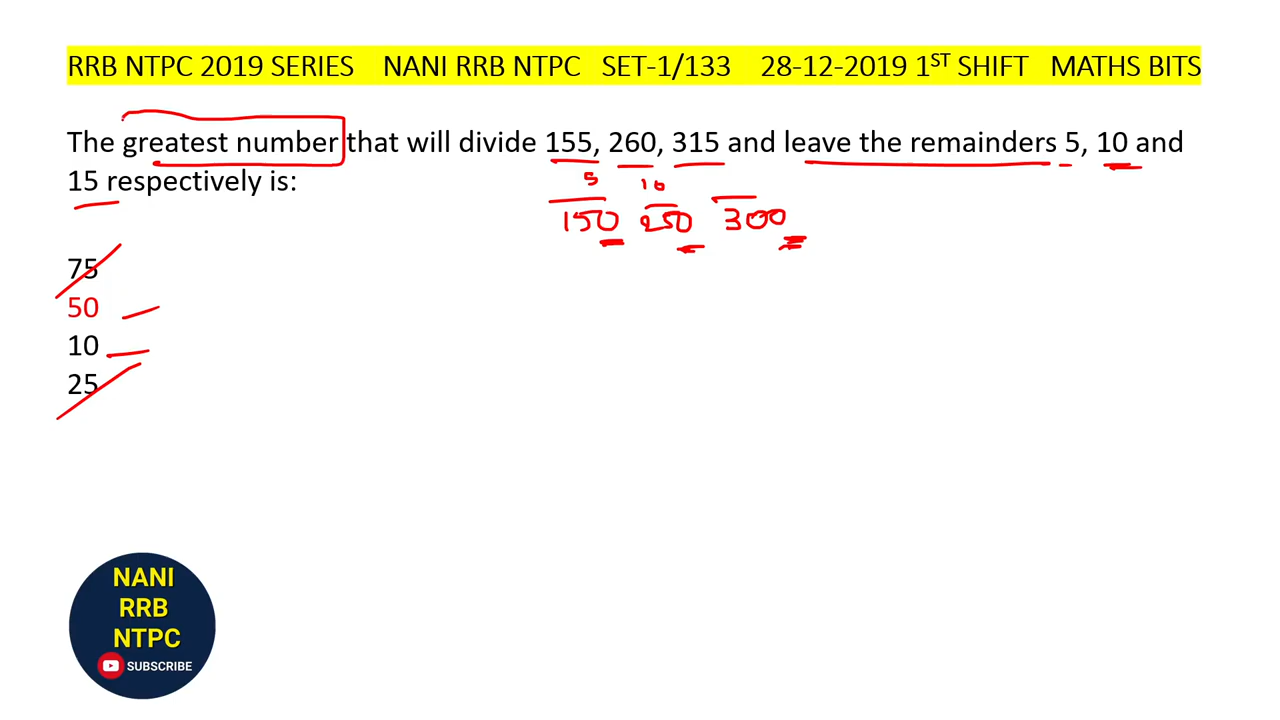 RRB NTPC 2019 SERIES NANI RRB NTPC SET-1/133 28-12-2019 1ST SHIFT MATHS BITS
The greatest number that will divide 155, 260, 315 and leave the remainders 5, 10 and
15 respectively is:
5 10
150 250 300
75
50
10
25
NANI
RRB
NTPC
SUBSCRIBE